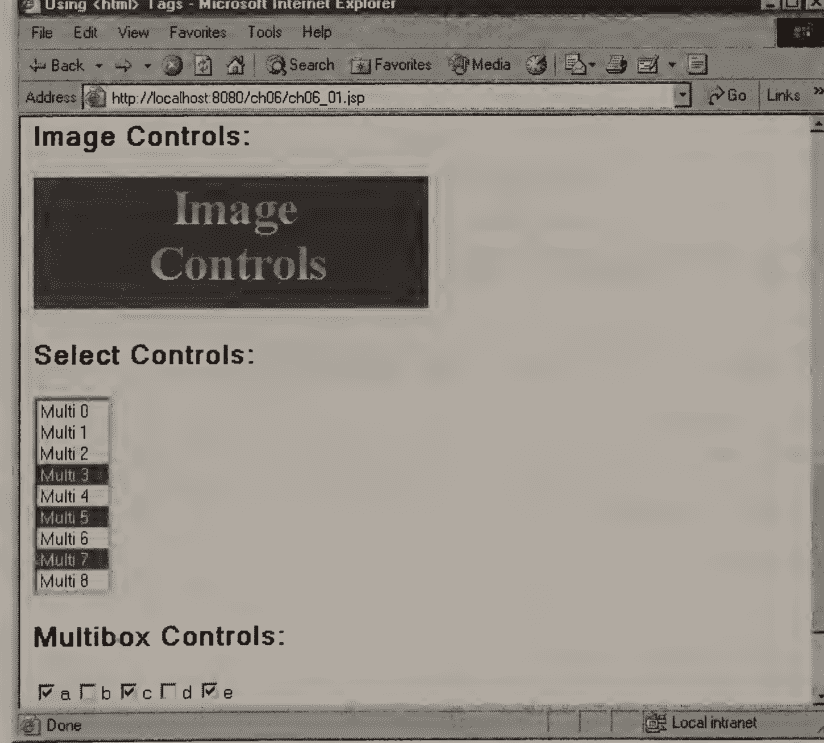 Using <html> Tags - Microsoft Internet Explorer
File Edit View Favorites Tools Help
Back Search Favorites Media
Address http://localhost:8080/ch06/ch06_01.jsp Go Links »
Image Controls:
Image
Controls
Select Controls:
Multi 0
Multi 1
Multi 2
Multi 3
Multi 4
Multi 5
Multi 6
Multi 7
Multi 8
Multibox Controls:
a b c d e
Done Local intranet